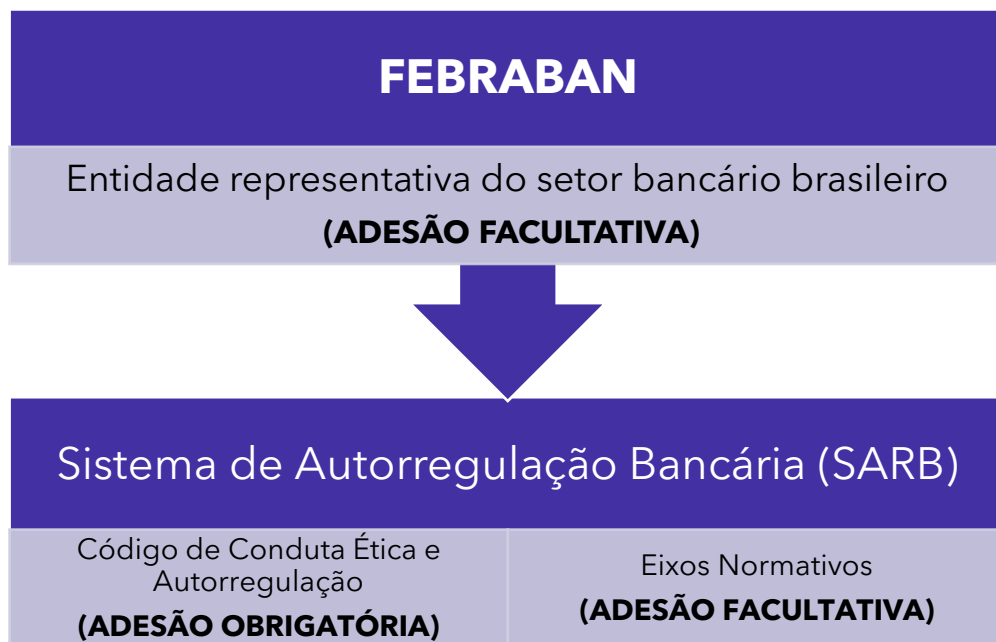 FEBRABAN
Entidade representativa do setor bancário brasileiro
(ADESÃO FACULTATIVA)
Sistema de Autorregulação Bancária (SARB)
Código de Conduta Ética e
Autorregulação
(ADESÃO OBRIGATÓRIA)
Eixos Normativos
(ADESÃO FACULTATIVA)